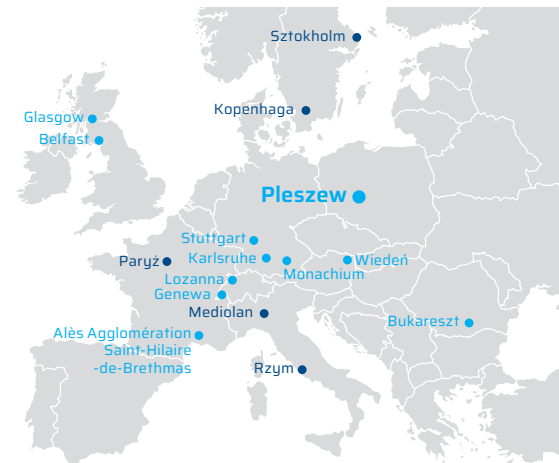 Sztokholm
Kopenhaga
Glasgow
Belfast
Pleszew
Stuttgart
Paryż
Karlsruhe
Wiedeń
Monachium
Lozanna
Genewa
Mediolan
Bukareszt
Alès Agglomération
Saint-Hilaire
-de-Brethmas
Rzym